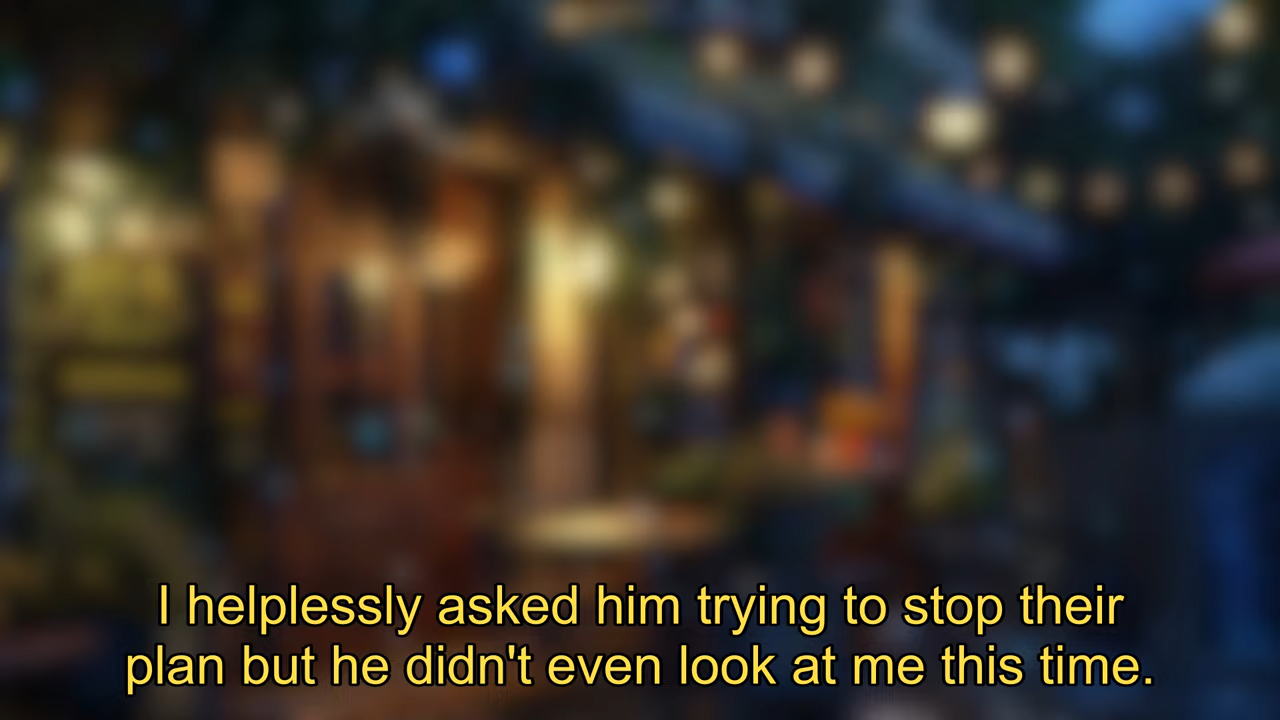 I helplessly asked him trying to stop their
plan but he didn't even look at me this time.